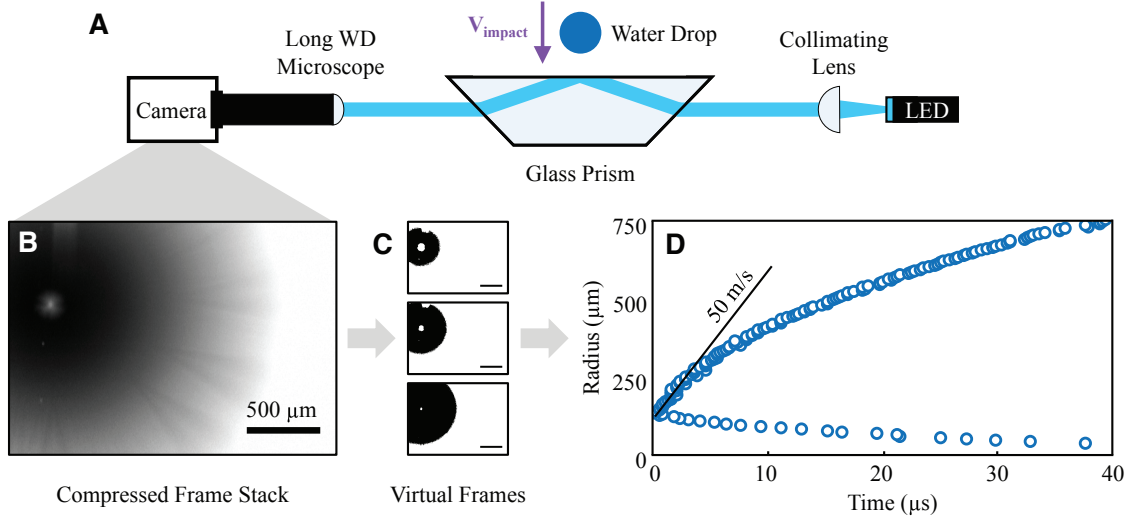 A
V_impact
Water Drop
Long WD
Microscope
Collimating
Lens
Camera
LED
Glass Prism
B
500 µm
Compressed Frame Stack
C
Virtual Frames
D
750
500
250
0
Radius (µm)
50 m/s
0
10
20
30
40
Time (µs)